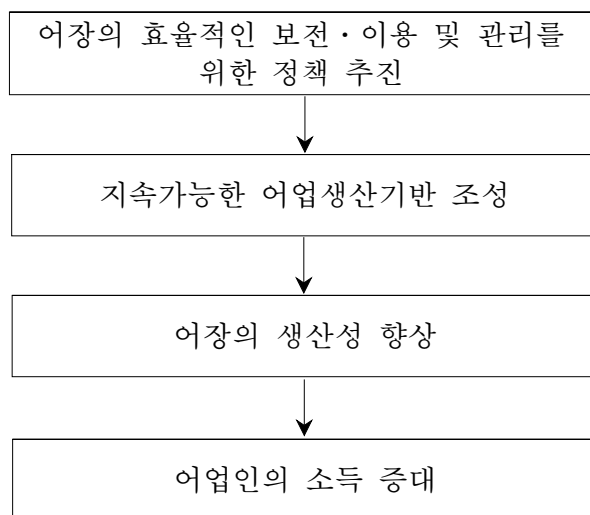 어장의 효율적인 보전·이용 및 관리를
위한 정책 추진
지속가능한 어업생산기반 조성
어장의 생산성 향상
어업인의 소득 증대